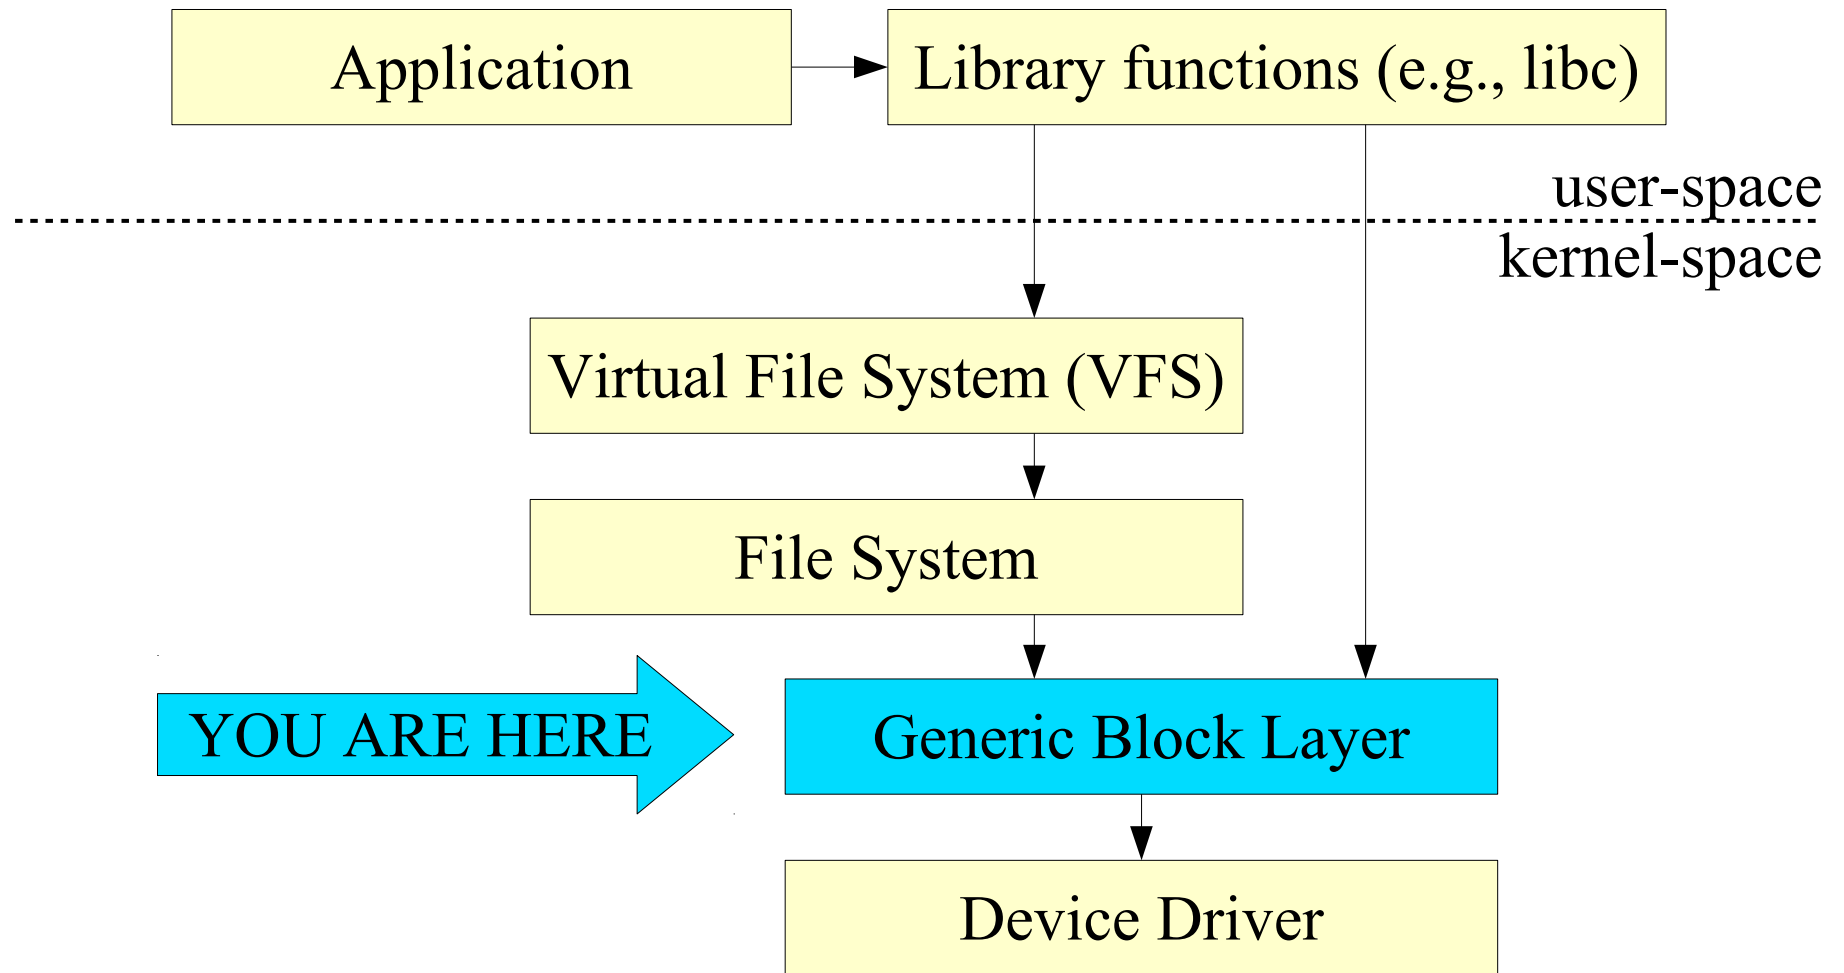 Application
Library functions (e.g., libc)
user-space
kernel-space
Virtual File System (VFS)
File System
YOU ARE HERE
Generic Block Layer
Device Driver